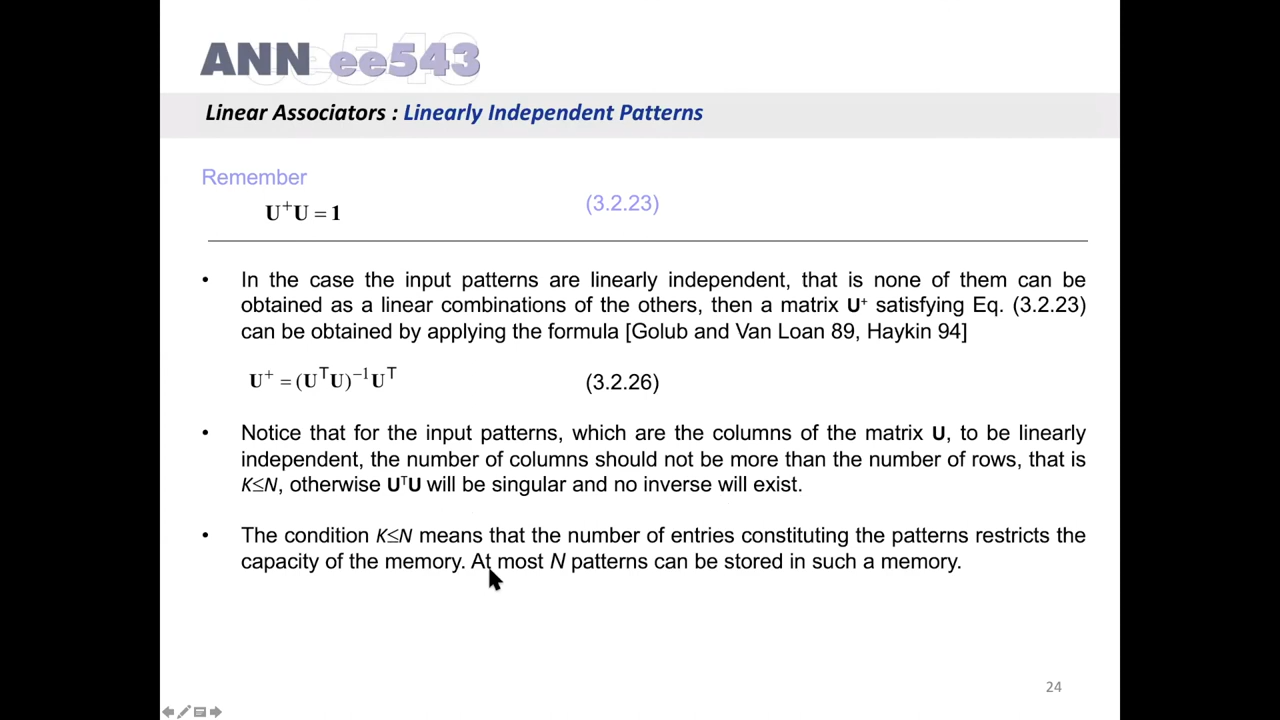 ANN ee543
Linear Associators : Linearly Independent Patterns
Remember
U⁺U = 1 (3.2.23)
• In the case the input patterns are linearly independent, that is none of them can be
obtained as a linear combinations of the others, then a matrix U⁺ satisfying Eq. (3.2.23)
can be obtained by applying the formula [Golub and Van Loan 89, Haykin 94]
U⁺ = (UᵀU)⁻¹Uᵀ (3.2.26)
• Notice that for the input patterns, which are the columns of the matrix U, to be linearly
independent, the number of columns should not be more than the number of rows, that is
K≤N, otherwise UᵀU will be singular and no inverse will exist.
• The condition K≤N means that the number of entries constituting the patterns restricts the
capacity of the memory. At most N patterns can be stored in such a memory.
24